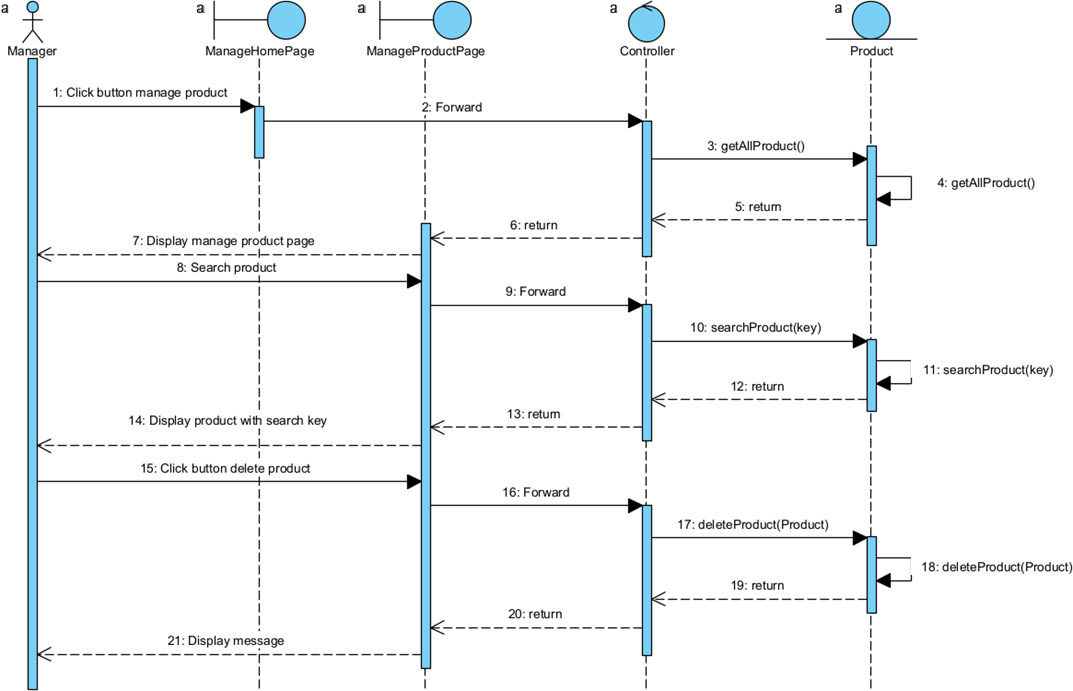 a
a
a
a
a
Manager
ManageHomePage
ManageProductPage
Controller
Product
1: Click button manage product
2: Forward
3: getAllProduct()
4: getAllProduct()
5: return
6: return
7: Display manage product page
8: Search product
9: Forward
10: searchProduct(key)
11: searchProduct(key)
12: return
13: return
14: Display product with search key
15: Click button delete product
16: Forward
17: deleteProduct(Product)
18: deleteProduct(Product)
19: return
20: return
21: Display message